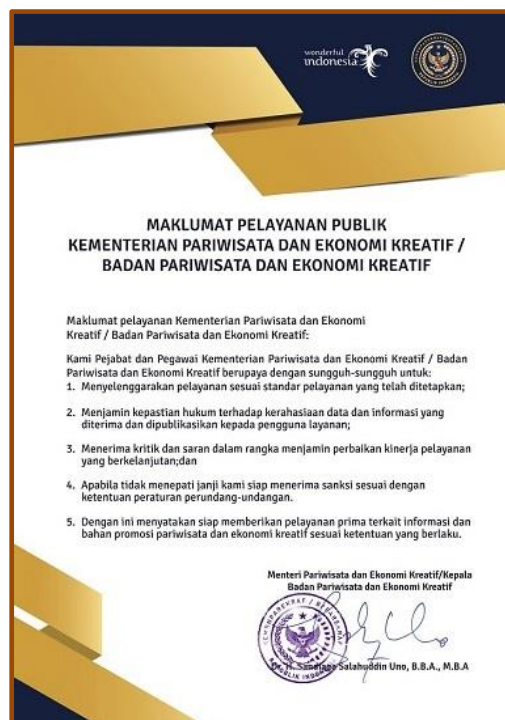 wonderful
indonesia
MAKLUMAT PELAYANAN PUBLIK
KEMENTERIAN PARIWISATA DAN EKONOMI KREATIF /
BADAN PARIWISATA DAN EKONOMI KREATIF
Maklumat pelayanan Kementerian Pariwisata dan Ekonomi
Kreatif / Badan Pariwisata dan Ekonomi Kreatif:
Kami Pejabat dan Pegawai Kementerian Pariwisata dan Ekonomi Kreatif / Badan
Pariwisata dan Ekonomi Kreatif berupaya dengan sungguh-sungguh untuk:
1. Menyelenggarakan pelayanan sesuai standar pelayanan yang telah ditetapkan;
2. Menjamin kepastian hukum terhadap kerahasiaan data dan informasi yang
diterima dan dipublikasikan kepada pengguna layanan;
3. Menerima kritik dan saran dalam rangka menjamin perbaikan kinerja pelayanan
yang berkelanjutan;dan
4. Apabila tidak menepati janji kami siap menerima sanksi sesuai dengan
ketentuan peraturan perundang-undangan.
5. Dengan ini menyatakan siap memberikan pelayanan prima terkait informasi dan
bahan promosi pariwisata dan ekonomi kreatif sesuai ketentuan yang berlaku.
Menteri Pariwisata dan Ekonomi Kreatif/Kepala
Badan Pariwisata dan Ekonomi Kreatif
Dr. H. Sandiaga Salahuddin Uno, B.B.A., M.B.A